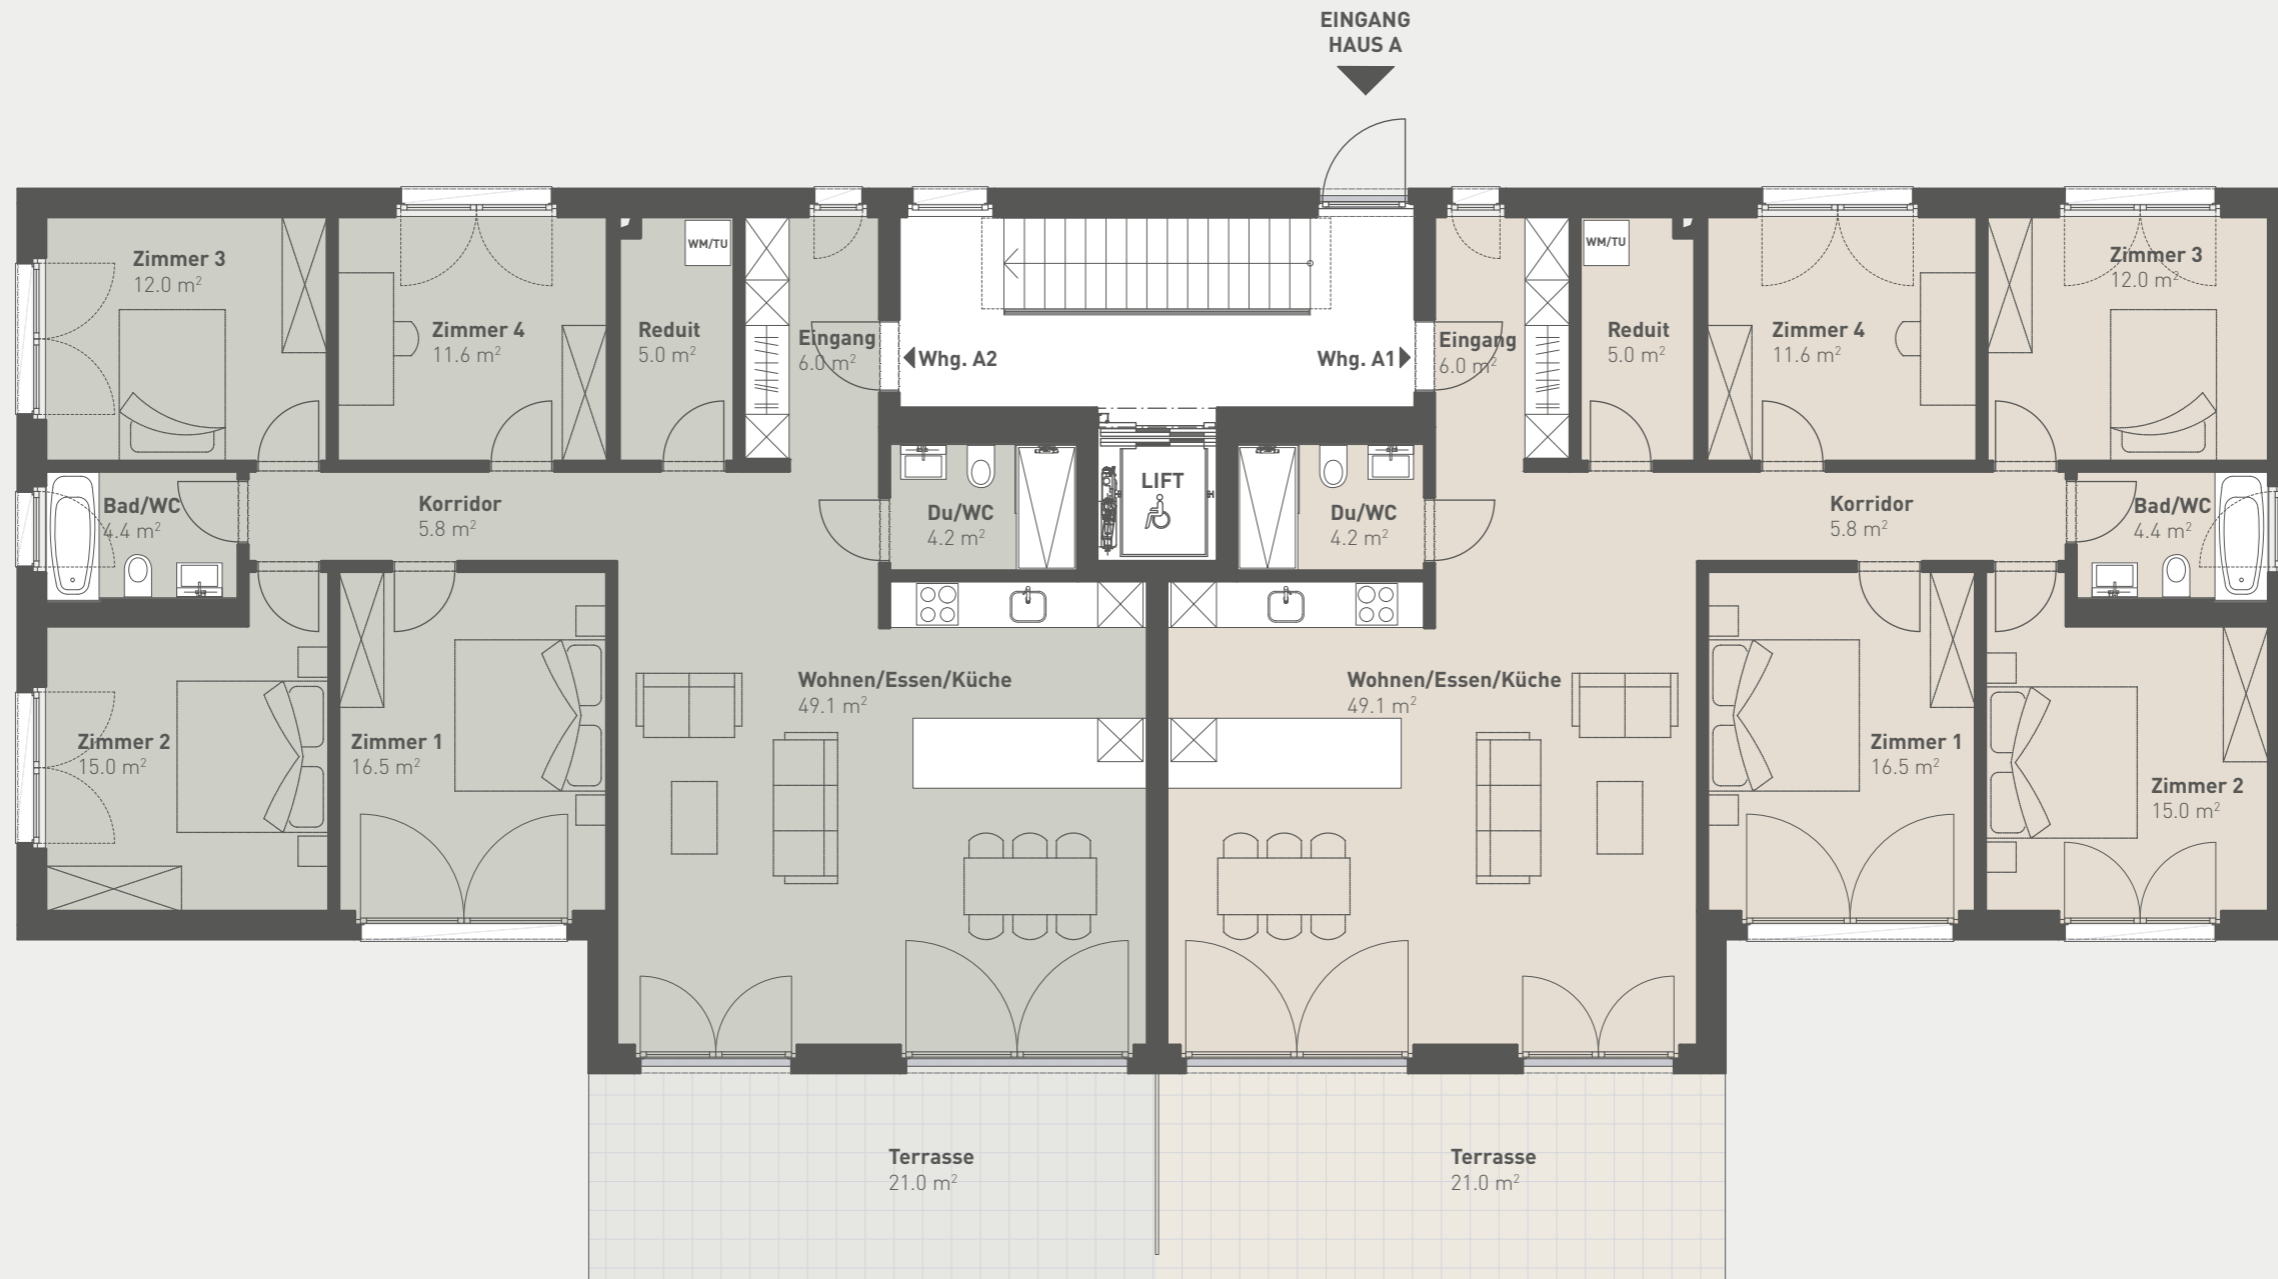 EINGANG
HAUS A
Zimmer 3
12.0 m²
Zimmer 4
11.6 m²
Reduit
5.0 m²
WM/TU
Eingang
6.0 m²
Whg. A2
Whg. A1
Eingang
6.0 m²
WM/TU
Reduit
5.0 m²
Zimmer 4
11.6 m²
Zimmer 3
12.0 m²
Bad/WC
4.4 m²
Korridor
5.8 m²
Du/WC
4.2 m²
LIFT
Du/WC
4.2 m²
Korridor
5.8 m²
Bad/WC
4.4 m²
Zimmer 2
15.0 m²
Zimmer 1
16.5 m²
Wohnen/Essen/Küche
49.1 m²
Wohnen/Essen/Küche
49.1 m²
Zimmer 1
16.5 m²
Zimmer 2
15.0 m²
Terrasse
21.0 m²
Terrasse
21.0 m²